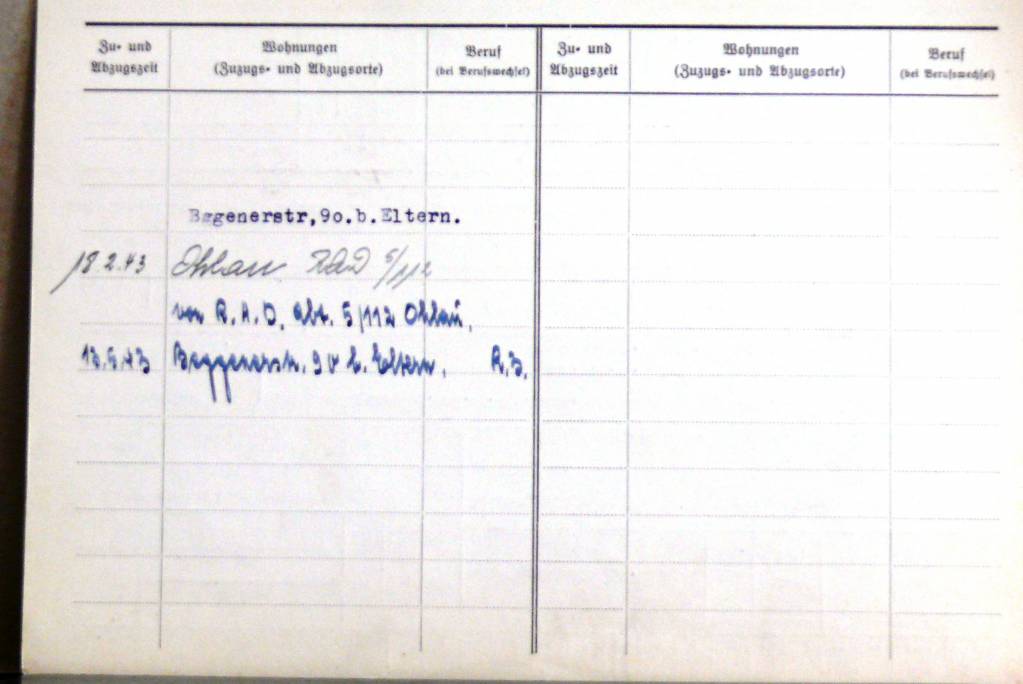 Zu- und Abzugszeit
Wohnungen
(Zuzugs- und Abzugsorte)
Beruf
(bei Berufswechsel)
Zu- und Abzugszeit
Wohnungen
(Zuzugs- und Abzugsorte)
Beruf
(bei Berufswechsel)
Beggenerstr,9o.b.Eltern.
18.2.43 Ohlau RAD 5/112
von R.A.D. Abt. 5/112 Ohlau,
13.5.43 Beggenerstr. 9 b. Eltern, R.Z.